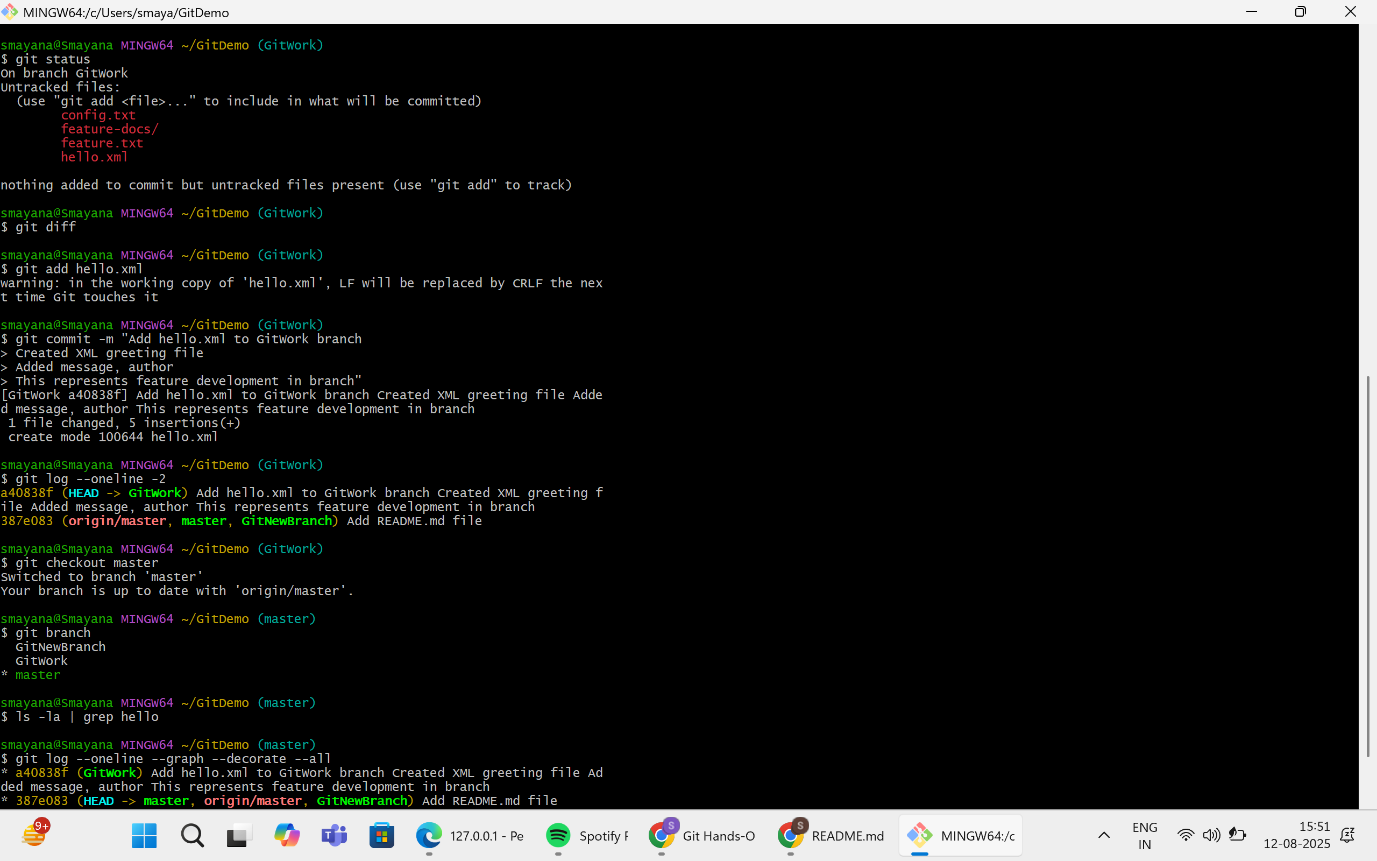 MINGW64:/c/Users/smaya/GitDemo
smayana@Smayana MINGW64 ~/GitDemo (GitWork)
$ git status
On branch GitWork
Untracked files:
  (use "git add <file>..." to include in what will be committed)
        config.txt
        feature-docs/
        feature.txt
        hello.xml
nothing added to commit but untracked files present (use "git add" to track)
smayana@Smayana MINGW64 ~/GitDemo (GitWork)
$ git diff
smayana@Smayana MINGW64 ~/GitDemo (GitWork)
$ git add hello.xml
warning: in the working copy of 'hello.xml', LF will be replaced by CRLF the nex
t time Git touches it
smayana@Smayana MINGW64 ~/GitDemo (GitWork)
$ git commit -m "Add hello.xml to GitWork branch
> Created XML greeting file
> Added message, author
> This represents feature development in branch"
[GitWork a40838f] Add hello.xml to GitWork branch Created XML greeting file Adde
d message, author This represents feature development in branch
 1 file changed, 5 insertions(+)
 create mode 100644 hello.xml
smayana@Smayana MINGW64 ~/GitDemo (GitWork)
$ git log --oneline -2
a40838f (HEAD -> GitWork) Add hello.xml to GitWork branch Created XML greeting f
ile Added message, author This represents feature development in branch
387e083 (origin/master, master, GitNewBranch) Add README.md file
smayana@Smayana MINGW64 ~/GitDemo (GitWork)
$ git checkout master
Switched to branch 'master'
Your branch is up to date with 'origin/master'.
smayana@Smayana MINGW64 ~/GitDemo (master)
$ git branch
  GitNewBranch
  GitWork
* master
smayana@Smayana MINGW64 ~/GitDemo (master)
$ ls -la | grep hello
smayana@Smayana MINGW64 ~/GitDemo (master)
$ git log --oneline --graph --decorate --all
* a40838f (GitWork) Add hello.xml to GitWork branch Created XML greeting file Ad
ded message, author This represents feature development in branch
* 387e083 (HEAD -> master, origin/master, GitNewBranch) Add README.md file
9+
127.0.0.1 - Pe
Spotify F
S
Git Hands-O
S
README.md
MINGW64:/c
ENG
IN
15:51
12-08-2025